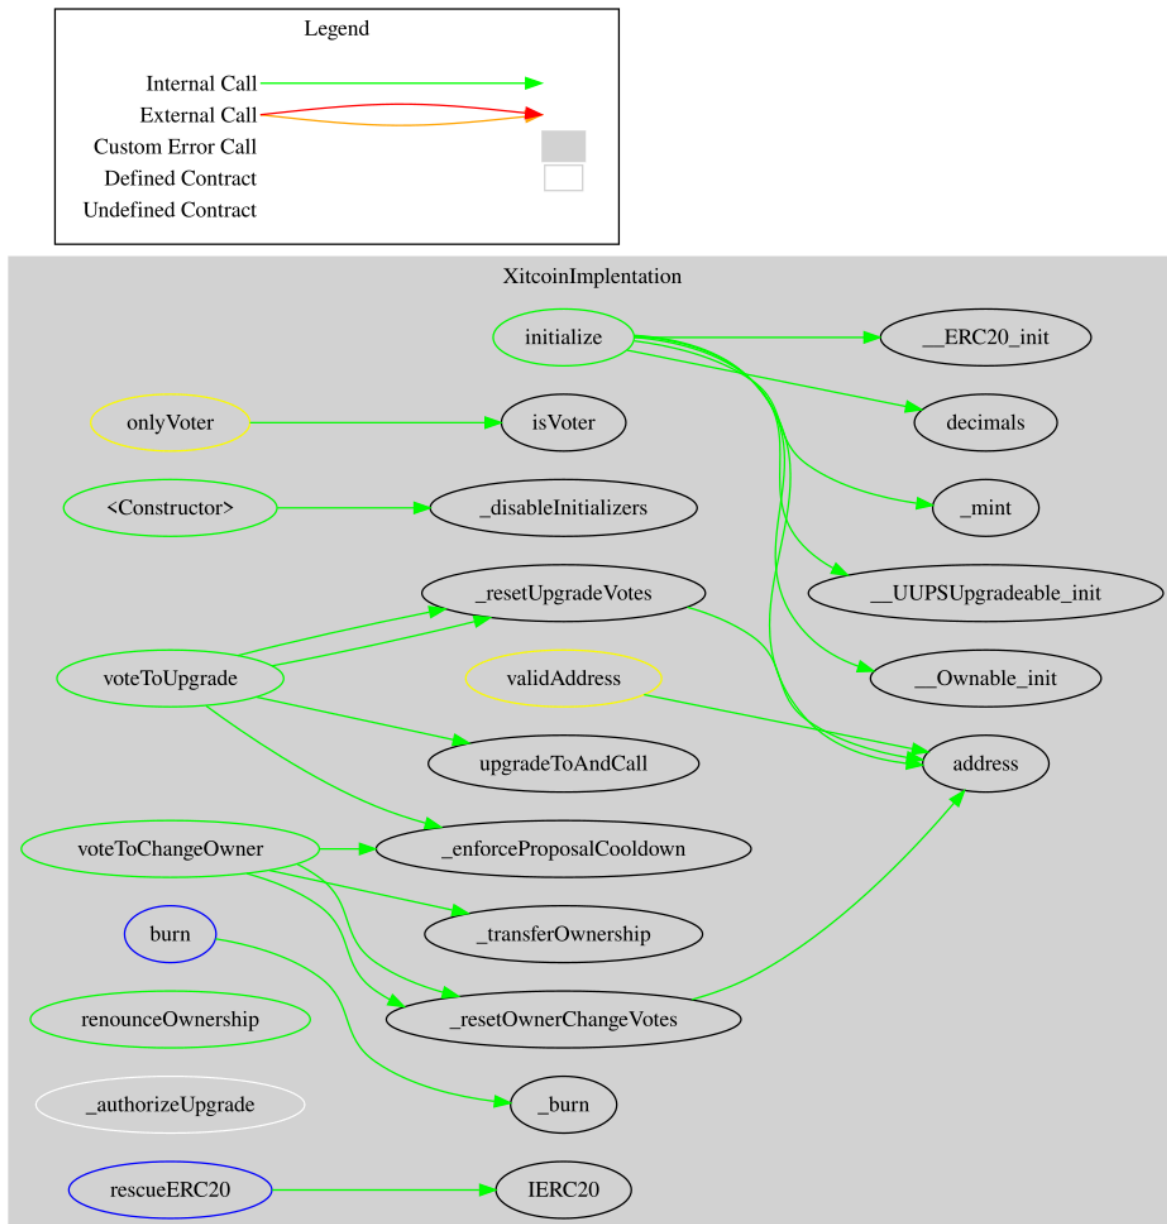 Legend
Internal Call
External Call
Custom Error Call
Defined Contract
Undefined Contract
XitcoinImplentation
initialize
__ERC20_init
onlyVoter
isVoter
decimals
<Constructor>
_disableInitializers
_mint
_resetUpgradeVotes
__UUPSUpgradeable_init
voteToUpgrade
validAddress
__Ownable_init
upgradeToAndCall
address
voteToChangeOwner
_enforceProposalCooldown
burn
_transferOwnership
renounceOwnership
_resetOwnerChangeVotes
_authorizeUpgrade
_burn
rescueERC20
IERC20